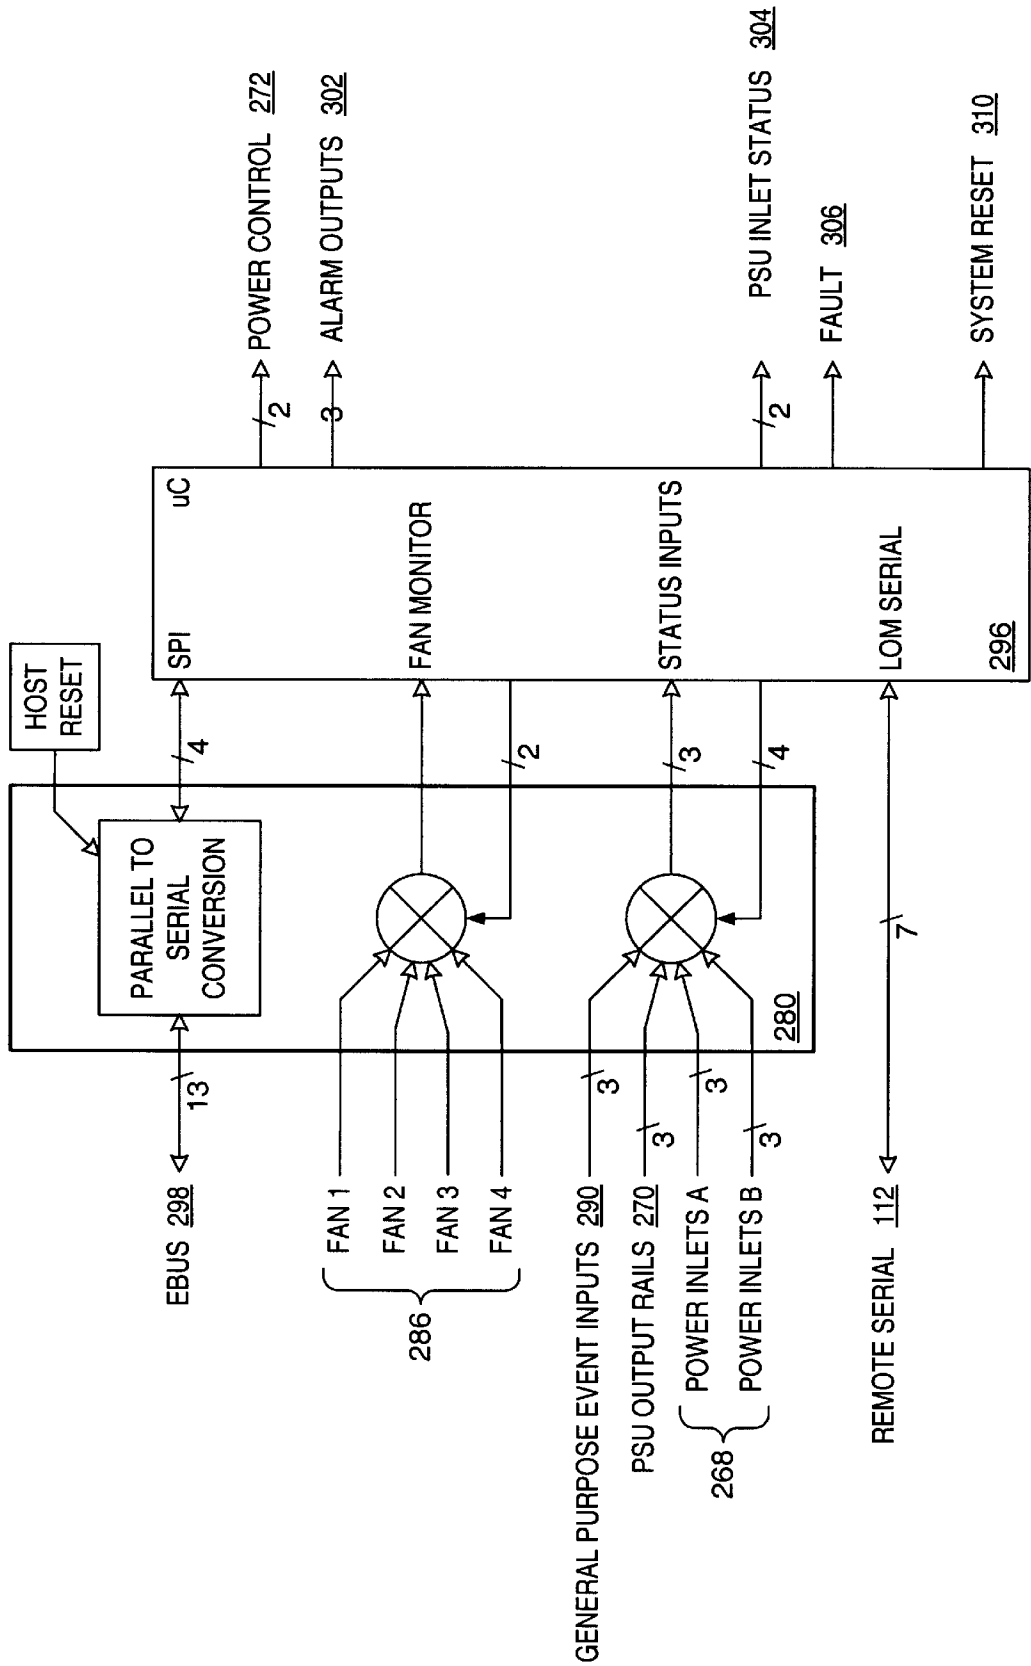 HOST
RESET
EBUS 298
13
PARALLEL TO
SERIAL
CONVERSION
4
SPI
uC
2
POWER CONTROL 272
3
ALARM OUTPUTS 302
FAN 1
FAN 2
FAN 3
FAN 4
286
FAN MONITOR
2
GENERAL PURPOSE EVENT INPUTS 290
3
PSU OUTPUT RAILS 270
3
POWER INLETS A
3
POWER INLETS B
3
268
3
STATUS INPUTS
4
280
2
PSU INLET STATUS 304
FAULT 306
REMOTE SERIAL 112
7
LOM SERIAL
296
SYSTEM RESET 310